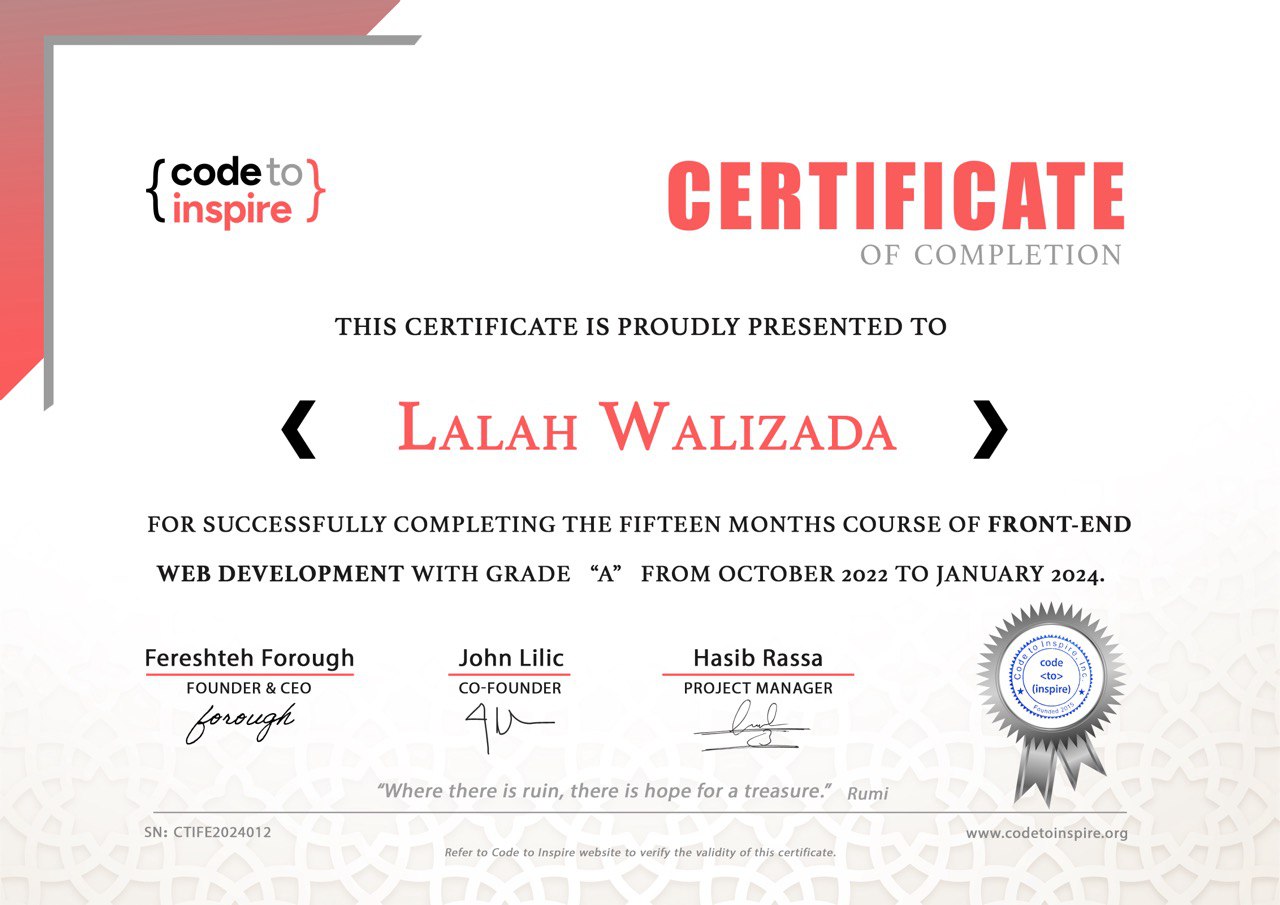 { code to
inspire }
CERTIFICATE
OF COMPLETION
THIS CERTIFICATE IS PROUDLY PRESENTED TO
❮ LALAH WALIZADA ❯
FOR SUCCESSFULLY COMPLETING THE FIFTEEN MONTHS COURSE OF FRONT-END
WEB DEVELOPMENT WITH GRADE “A” FROM OCTOBER 2022 TO JANUARY 2024.
Fereshteh Forough
FOUNDER & CEO
forough
John Lilic
CO-FOUNDER
Hasib Rassa
PROJECT MANAGER
Code to Inspire, Inc.
code
<to>
(inspire)
Founded 2015
“Where there is ruin, there is hope for a treasure.” Rumi
SN: CTIFE2024012
www.codetoinspire.org
Refer to Code to Inspire website to verify the validity of this certificate.